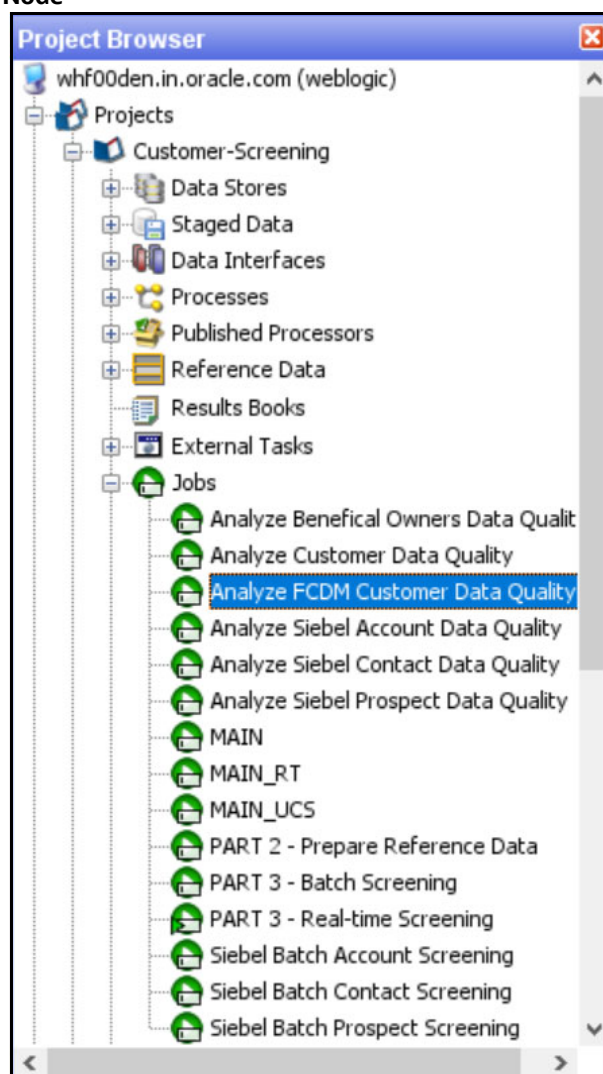 Node
Project Browser
whf00den.in.oracle.com (weblogic)
Projects
Customer-Screening
Data Stores
Staged Data
Data Interfaces
Processes
Published Processors
Reference Data
Results Books
External Tasks
Jobs
Analyze Benefical Owners Data Qualit
Analyze Customer Data Quality
Analyze FCDM Customer Data Quality
Analyze Siebel Account Data Quality
Analyze Siebel Contact Data Quality
Analyze Siebel Prospect Data Quality
MAIN
MAIN_RT
MAIN_UCS
PART 2 - Prepare Reference Data
PART 3 - Batch Screening
PART 3 - Real-time Screening
Siebel Batch Account Screening
Siebel Batch Contact Screening
Siebel Batch Prospect Screening